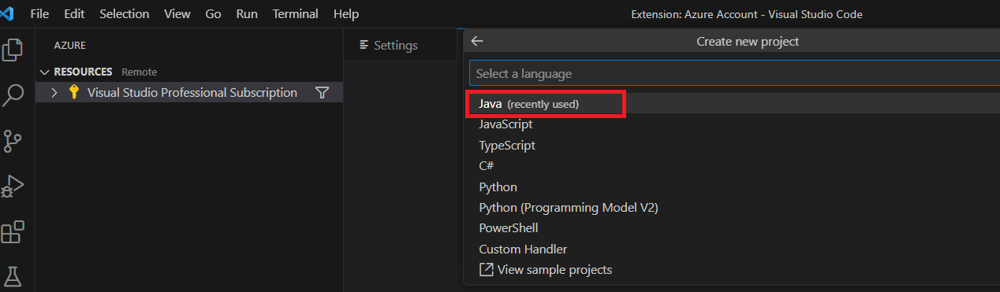 File Edit Selection View Go Run Terminal Help
Extension: Azure Account - Visual Studio Code
AZURE
RESOURCES Remote
Visual Studio Professional Subscription
Settings
Create new project
Select a language
Java (recently used)
JavaScript
TypeScript
C#
Python
Python (Programming Model V2)
PowerShell
Custom Handler
View sample projects